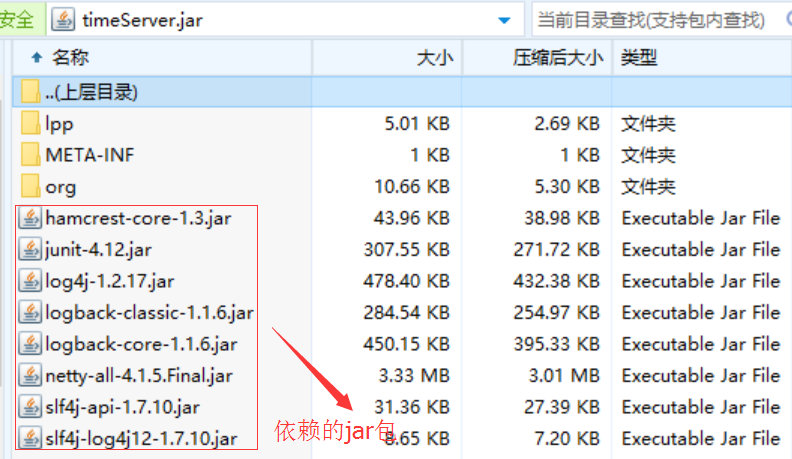 安全 timeServer.jar 当前目录查找(支持包内查找)
名称 大小 压缩后大小 类型
..(上层目录)
lpp 5.01 KB 2.69 KB 文件夹
META-INF 1 KB 1 KB 文件夹
org 10.66 KB 5.30 KB 文件夹
hamcrest-core-1.3.jar 43.96 KB 38.98 KB Executable Jar File
junit-4.12.jar 307.55 KB 271.72 KB Executable Jar File
log4j-1.2.17.jar 478.40 KB 432.38 KB Executable Jar File
logback-classic-1.1.6.jar 284.54 KB 254.97 KB Executable Jar File
logback-core-1.1.6.jar 450.15 KB 395.33 KB Executable Jar File
netty-all-4.1.5.Final.jar 3.33 MB 3.01 MB Executable Jar File
slf4j-api-1.7.10.jar 31.36 KB 27.39 KB Executable Jar File
依赖的jar包
slf4j-log4j12-1.7.10.jar 8.65 KB 7.20 KB Executable Jar File